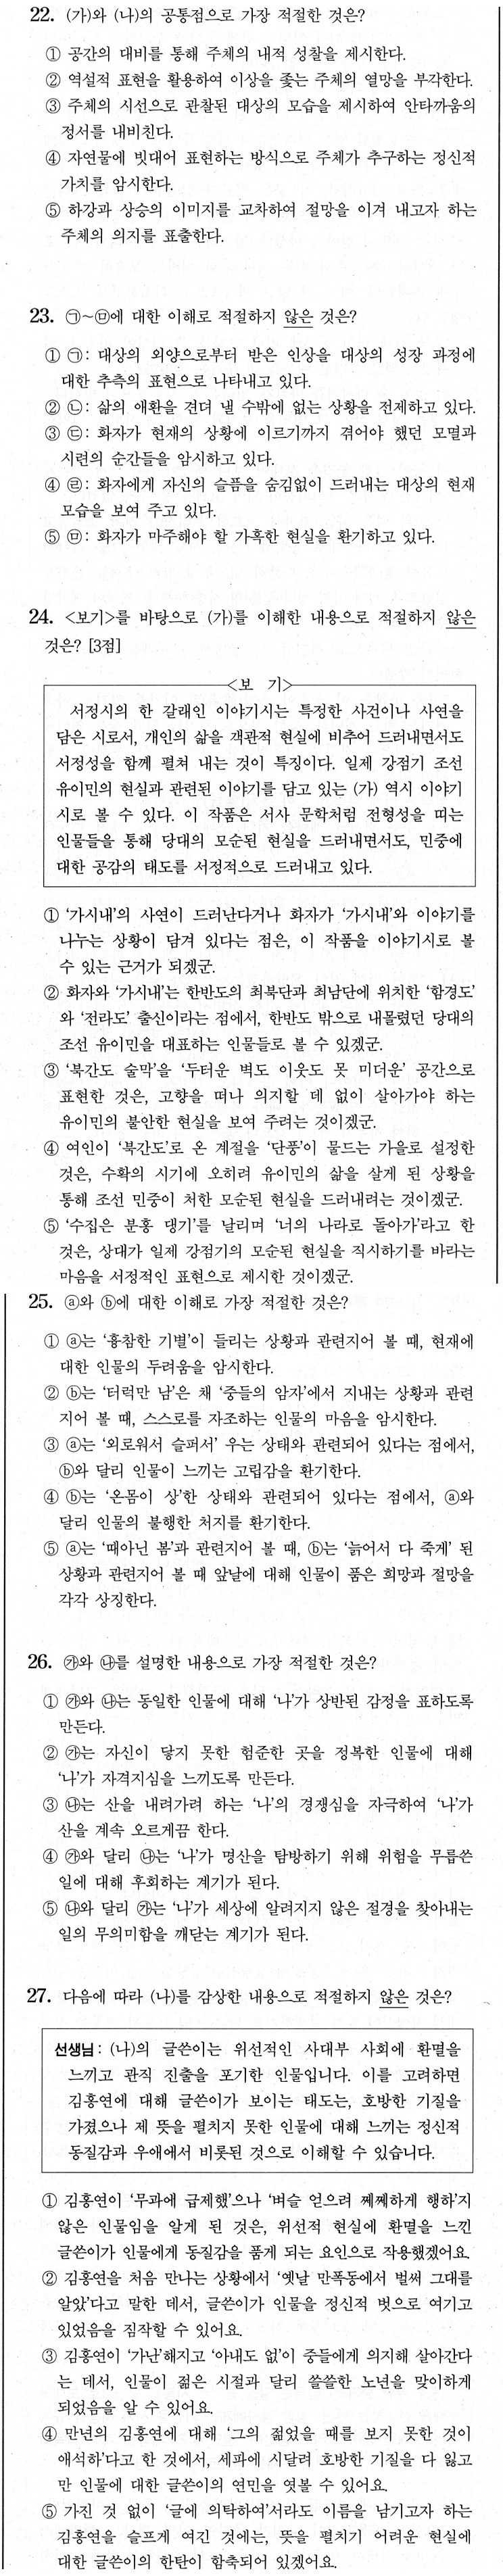 22. (가)와 (나)의 공통점으로 가장 적절한 것은?
① 공간의 대비를 통해 주체의 내적 성찰을 제시한다.
② 역설적 표현을 활용하여 이상을 좇는 주체의 열망을 부각한다.
③ 주체의 시선으로 관찰된 대상의 모습을 제시하여 안타까움의
정서를 내비친다.
④ 자연물에 빗대어 표현하는 방식으로 주체가 추구하는 정신적
가치를 암시한다.
⑤ 하강과 상승의 이미지를 교차하여 절망을 이겨 내고자 하는
주체의 의지를 표출한다.
23. ㉠~㉤에 대한 이해로 적절하지 않은 것은?
① ㉠: 대상의 외양으로부터 받은 인상을 대상의 성장 과정에
대한 추측의 표현으로 나타내고 있다.
② ㉡: 삶의 애환을 견뎌 낼 수밖에 없는 상황을 전제하고 있다.
③ ㉢: 화자가 현재의 상황에 이르기까지 겪어야 했던 모멸과
시련의 순간들을 암시하고 있다.
④ ㉣: 화자에게 자신의 슬픔을 숨김없이 드러내는 대상의 현재
모습을 보여 주고 있다.
⑤ ㉤: 화자가 마주해야 할 가혹한 현실을 환기하고 있다.
24. <보기>를 바탕으로 (가)를 이해한 내용으로 적절하지 않은
것은? [3점]
<보 기>
서정시의 한 갈래인 이야기시는 특정한 사건이나 사연을
담은 시로서, 개인의 삶을 객관적 현실에 비추어 드러내면서도
서정성을 함께 펼쳐 내는 것이 특징이다. 일제 강점기 조선
유이민의 현실과 관련된 이야기를 담고 있는 (가) 역시 이야기
시로 볼 수 있다. 이 작품은 서사 문학처럼 전형성을 띠는
인물들을 통해 당대의 모순된 현실을 드러내면서도, 민중에
대한 공감의 태도를 서정적으로 드러내고 있다.
① ‘가시내’의 사연이 드러난다거나 화자가 ‘가시내’와 이야기를
나누는 상황이 담겨 있다는 점은, 이 작품을 이야기시로 볼
수 있는 근거가 되겠군.
② 화자와 ‘가시내’는 한반도의 최북단과 최남단에 위치한 ‘함경도’
와 ‘전라도’ 출신이라는 점에서, 한반도 밖으로 내몰렸던 당대의
조선 유이민을 대표하는 인물들로 볼 수 있겠군.
③ ‘북간도 술막’을 ‘두터운 벽도 이웃도 못 미더운’ 공간으로
표현한 것은, 고향을 떠나 의지할 데 없이 살아가야 하는
유이민의 불안한 현실을 보여 주려는 것이겠군.
④ 여인이 ‘북간도’로 온 계절을 ‘단풍’이 물드는 가을로 설정한
것은, 수확의 시기에 오히려 유이민의 삶을 살게 된 상황을
통해 조선 민중이 처한 모순된 현실을 드러내려는 것이겠군.
⑤ ‘수집은 분홍 댕기’를 날리며 ‘너의 나라로 돌아가’라고 한
것은, 상대가 일제 강점기의 모순된 현실을 직시하기를 바라는
마음을 서정적인 표현으로 제시한 것이겠군.
25. ⓐ와 ⓑ에 대한 이해로 가장 적절한 것은?
① ⓐ는 ‘흉참한 기별’이 들리는 상황과 관련지어 볼 때, 현재에
대한 인물의 두려움을 암시한다.
② ⓑ는 ‘터럭만 남’은 채 ‘중들의 암자’에서 지내는 상황과 관련
지어 볼 때, 스스로를 자조하는 인물의 마음을 암시한다.
③ ⓐ는 ‘외로워서 슬퍼서’ 우는 상태와 관련되어 있다는 점에서,
ⓑ와 달리 인물이 느끼는 고립감을 환기한다.
④ ⓑ는 ‘온몸이 상’한 상태와 관련되어 있다는 점에서, ⓐ와
달리 인물의 불행한 처지를 환기한다.
⑤ ⓐ는 ‘때아닌 봄’과 관련지어 볼 때, ⓑ는 ‘늙어서 다 죽게’ 된
상황과 관련지어 볼 때 앞날에 대해 인물이 품은 희망과 절망을
각각 상징한다.
26. ㉮와 ㉯를 설명한 내용으로 가장 적절한 것은?
① ㉮와 ㉯는 동일한 인물에 대해 ‘나’가 상반된 감정을 표하도록
만든다.
② ㉮는 자신이 닿지 못한 험준한 곳을 정복한 인물에 대해
‘나’가 자격지심을 느끼도록 만든다.
③ ㉯는 산을 내려가려 하는 ‘나’의 경쟁심을 자극하여 ‘나’가
산을 계속 오르게끔 한다.
④ ㉮와 달리 ㉯는 ‘나’가 명산을 탐방하기 위해 위험을 무릅쓴
일에 대해 후회하는 계기가 된다.
⑤ ㉯와 달리 ㉮는 ‘나’가 세상에 알려지지 않은 절경을 찾아내는
일의 무의미함을 깨닫는 계기가 된다.
27. 다음에 따라 (나)를 감상한 내용으로 적절하지 않은 것은?
선생님: (나)의 글쓴이는 위선적인 사대부 사회에 환멸을
느끼고 관직 진출을 포기한 인물입니다. 이를 고려하면
김홍연에 대해 글쓴이가 보이는 태도는, 호방한 기질을
가졌으나 제 뜻을 펼치지 못한 인물에 대해 느끼는 정신적
동질감과 우애에서 비롯된 것으로 이해할 수 있습니다.
① 김홍연이 ‘무과에 급제했’으나 ‘벼슬 얻으려 쩨쩨하게 행하’지
않은 인물임을 알게 된 것은, 위선적 현실에 환멸을 느낀
글쓴이가 인물에게 동질감을 품게 되는 요인으로 작용했겠어요.
② 김홍연을 처음 만나는 상황에서 ‘옛날 만폭동에서 벌써 그대를
알았’다고 말한 데서, 글쓴이가 인물을 정신적 벗으로 여기고
있었음을 짐작할 수 있어요.
③ 김홍연이 ‘가난’해지고 ‘아내도 없’이 중들에게 의지해 살아간다
는 데서, 인물이 젊은 시절과 달리 쓸쓸한 노년을 맞이하게
되었음을 알 수 있어요.
④ 만년의 김홍연에 대해 ‘그의 젊었을 때를 보지 못한 것이
애석하’다고 한 것에서, 세파에 시달려 호방한 기질을 다 잃고
만 인물에 대한 글쓴이의 연민을 엿볼 수 있어요.
⑤ 가진 것 없이 ‘글에 의탁하여’서라도 이름을 남기고자 하는
김홍연을 슬프게 여긴 것에는, 뜻을 펼치기 어려운 현실에
대한 글쓴이의 한탄이 함축되어 있겠어요.